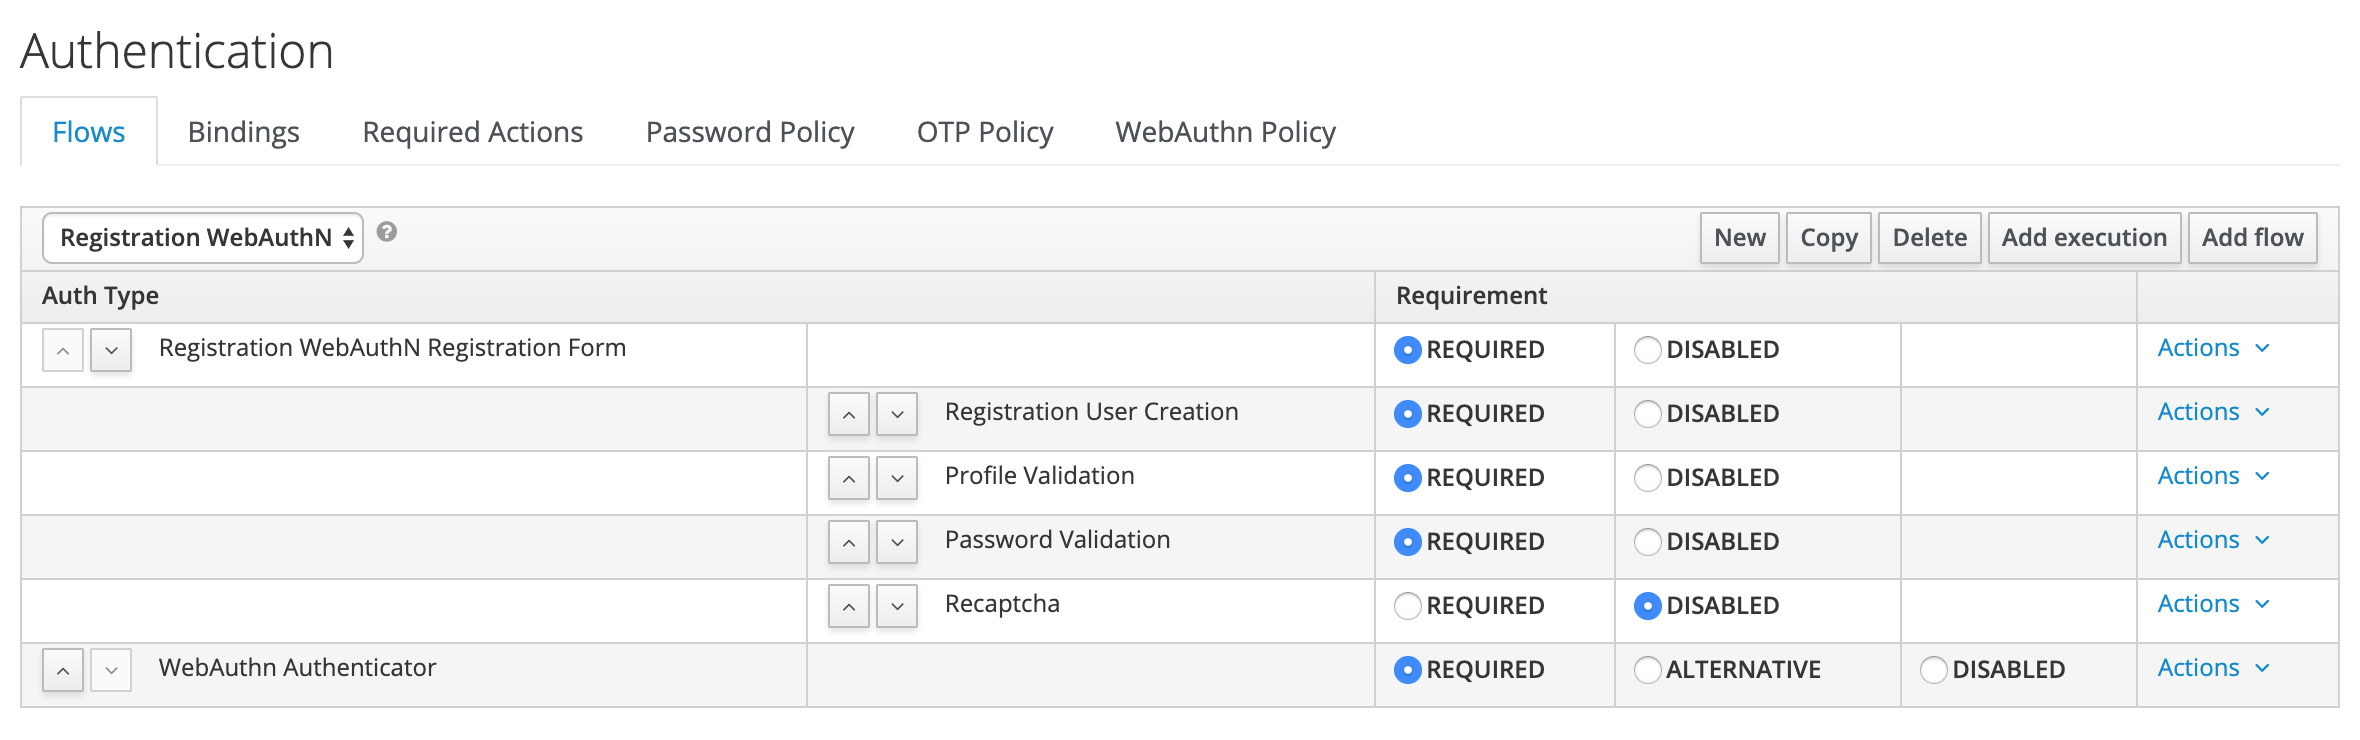 Authentication
Flows Bindings Required Actions Password Policy OTP Policy WebAuthn Policy
Registration WebAuthN ? New Copy Delete Add execution Add flow
Auth Type Requirement
Registration WebAuthN Registration Form REQUIRED DISABLED Actions
Registration User Creation REQUIRED DISABLED Actions
Profile Validation REQUIRED DISABLED Actions
Password Validation REQUIRED DISABLED Actions
Recaptcha REQUIRED DISABLED Actions
WebAuthn Authenticator REQUIRED ALTERNATIVE DISABLED Actions